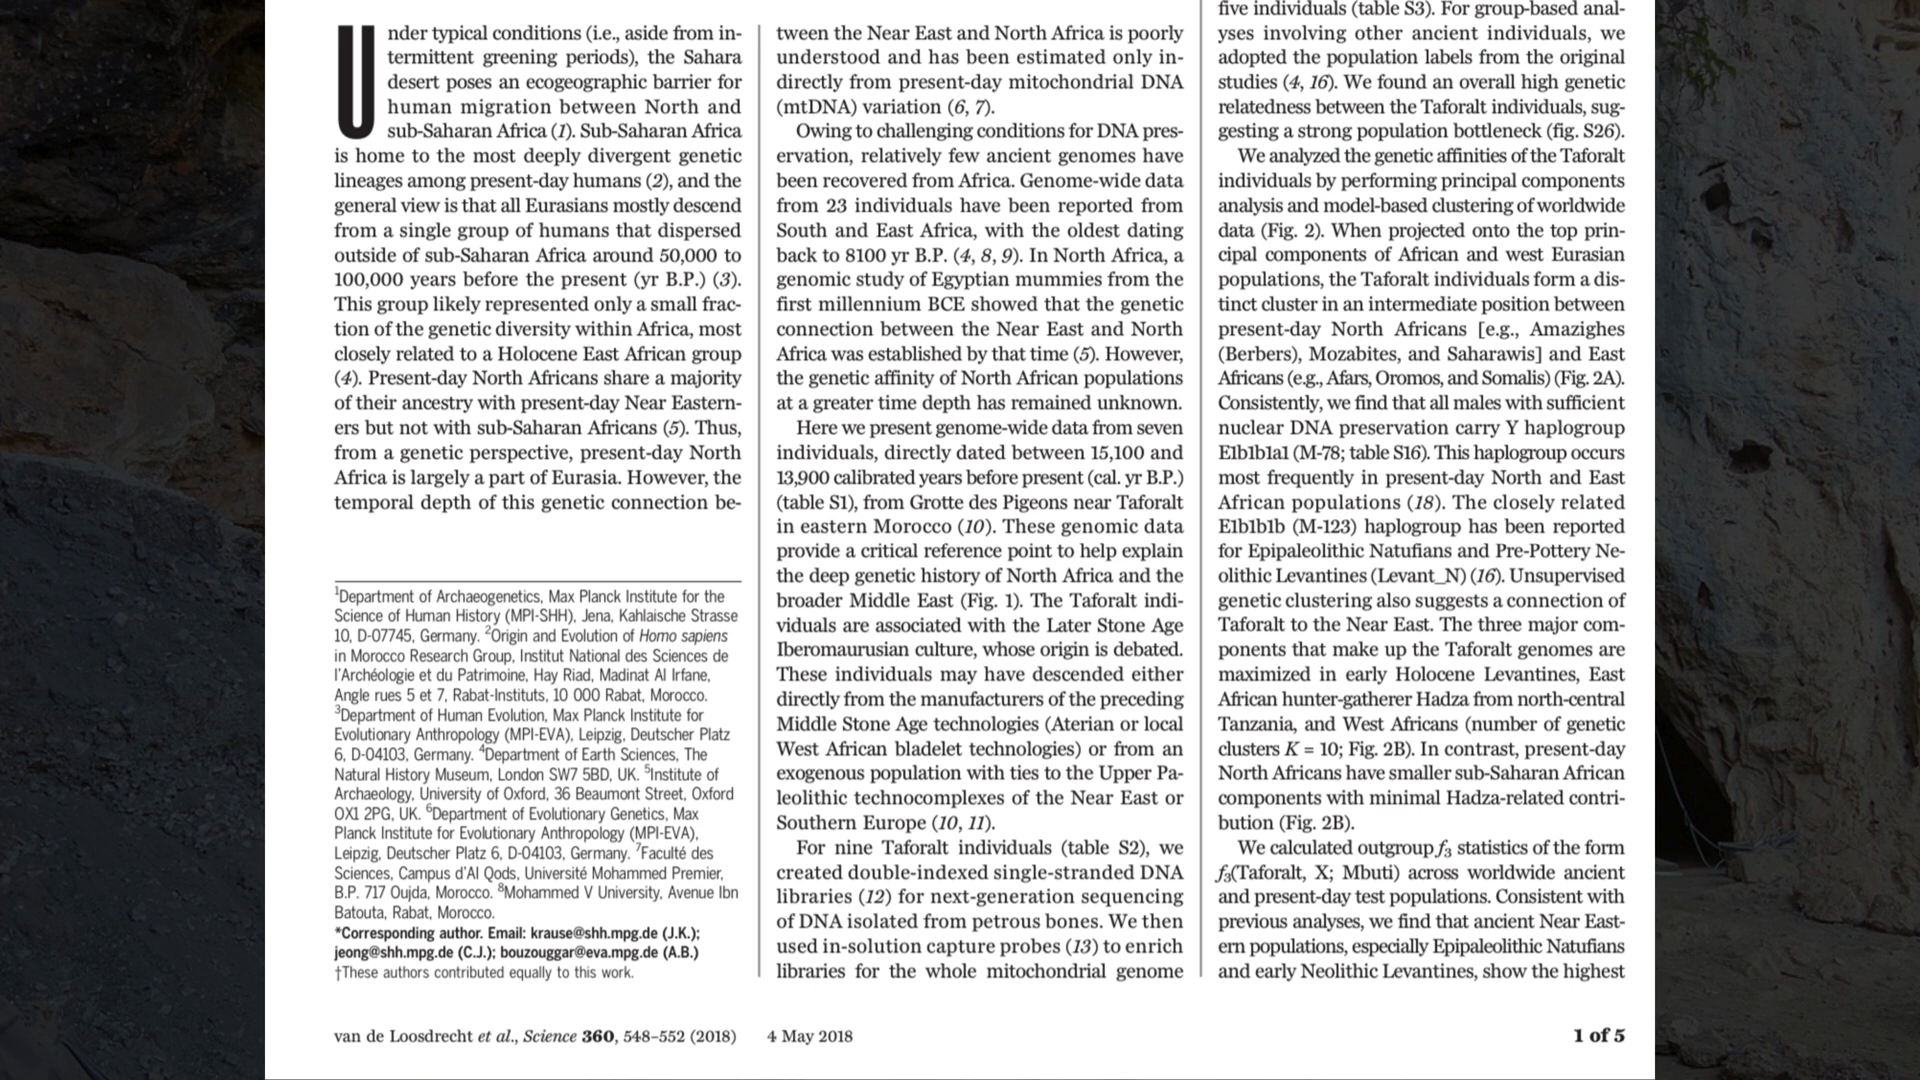 Under typical conditions (i.e., aside from in-
termittent greening periods), the Sahara
desert poses an ecogeographic barrier for
human migration between North and
sub-Saharan Africa (1). Sub-Saharan Africa
is home to the most deeply divergent genetic
lineages among present-day humans (2), and the
general view is that all Eurasians mostly descend
from a single group of humans that dispersed
outside of sub-Saharan Africa around 50,000 to
100,000 years before the present (yr B.P.) (3).
This group likely represented only a small frac-
tion of the genetic diversity within Africa, most
closely related to a Holocene East African group
(4). Present-day North Africans share a majority
of their ancestry with present-day Near Eastern-
ers but not with sub-Saharan Africans (5). Thus,
from a genetic perspective, present-day North
Africa is largely a part of Eurasia. However, the
temporal depth of this genetic connection be-
¹Department of Archaeogenetics, Max Planck Institute for the
Science of Human History (MPI-SHH), Jena, Kahlaische Strasse
10, D-07745, Germany. ²Origin and Evolution of Homo sapiens
in Morocco Research Group, Institut National des Sciences de
l'Archéologie et du Patrimoine, Hay Riad, Madinat Al Irfane,
Angle rues 5 et 7, Rabat-Instituts, 10 000 Rabat, Morocco.
³Department of Human Evolution, Max Planck Institute for
Evolutionary Anthropology (MPI-EVA), Leipzig, Deutscher Platz
6, D-04103, Germany. ⁴Department of Earth Sciences, The
Natural History Museum, London SW7 5BD, UK. ⁵Institute of
Archaeology, University of Oxford, 36 Beaumont Street, Oxford
OX1 2PG, UK. ⁶Department of Evolutionary Genetics, Max
Planck Institute for Evolutionary Anthropology (MPI-EVA),
Leipzig, Deutscher Platz 6, D-04103, Germany. ⁷Faculté des
Sciences, Campus d'Al Qods, Université Mohammed Premier,
B.P. 717 Oujda, Morocco. ⁸Mohammed V University, Avenue Ibn
Batouta, Rabat, Morocco.
*Corresponding author. Email: krause@shh.mpg.de (J.K.);
jeong@shh.mpg.de (C.J.); bouzouggar@eva.mpg.de (A.B.)
†These authors contributed equally to this work.
tween the Near East and North Africa is poorly
understood and has been estimated only in-
directly from present-day mitochondrial DNA
(mtDNA) variation (6, 7).
Owing to challenging conditions for DNA pres-
ervation, relatively few ancient genomes have
been recovered from Africa. Genome-wide data
from 23 individuals have been reported from
South and East Africa, with the oldest dating
back to 8100 yr B.P. (4, 8, 9). In North Africa, a
genomic study of Egyptian mummies from the
first millennium BCE showed that the genetic
connection between the Near East and North
Africa was established by that time (5). However,
the genetic affinity of North African populations
at a greater time depth has remained unknown.
Here we present genome-wide data from seven
individuals, directly dated between 15,100 and
13,900 calibrated years before present (cal. yr B.P.)
(table S1), from Grotte des Pigeons near Taforalt
in eastern Morocco (10). These genomic data
provide a critical reference point to help explain
the deep genetic history of North Africa and the
broader Middle East (Fig. 1). The Taforalt indi-
viduals are associated with the Later Stone Age
Iberomaurusian culture, whose origin is debated.
These individuals may have descended either
directly from the manufacturers of the preceding
Middle Stone Age technologies (Aterian or local
West African bladelet technologies) or from an
exogenous population with ties to the Upper Pa-
leolithic technocomplexes of the Near East or
Southern Europe (10, 11).
For nine Taforalt individuals (table S2), we
created double-indexed single-stranded DNA
libraries (12) for next-generation sequencing
of DNA isolated from petrous bones. We then
used in-solution capture probes (13) to enrich
libraries for the whole mitochondrial genome
five individuals (table S3). For group-based anal-
yses involving other ancient individuals, we
adopted the population labels from the original
studies (4, 16). We found an overall high genetic
relatedness between the Taforalt individuals, sug-
gesting a strong population bottleneck (fig. S26).
We analyzed the genetic affinities of the Taforalt
individuals by performing principal components
analysis and model-based clustering of worldwide
data (Fig. 2). When projected onto the top prin-
cipal components of African and west Eurasian
populations, the Taforalt individuals form a dis-
tinct cluster in an intermediate position between
present-day North Africans [e.g., Amazighes
(Berbers), Mozabites, and Saharawis] and East
Africans (e.g., Afars, Oromos, and Somalis) (Fig. 2A).
Consistently, we find that all males with sufficient
nuclear DNA preservation carry Y haplogroup
E1b1b1a1 (M-78; table S16). This haplogroup occurs
most frequently in present-day North and East
African populations (18). The closely related
E1b1b1b (M-123) haplogroup has been reported
for Epipaleolithic Natufians and Pre-Pottery Ne-
olithic Levantines (Levant_N) (16). Unsupervised
genetic clustering also suggests a connection of
Taforalt to the Near East. The three major com-
ponents that make up the Taforalt genomes are
maximized in early Holocene Levantines, East
African hunter-gatherer Hadza from north-central
Tanzania, and West Africans (number of genetic
clusters K = 10; Fig. 2B). In contrast, present-day
North Africans have smaller sub-Saharan African
components with minimal Hadza-related contri-
bution (Fig. 2B).
We calculated outgroup f₃ statistics of the form
f₃(Taforalt, X; Mbuti) across worldwide ancient
and present-day test populations. Consistent with
previous analyses, we find that ancient Near East-
ern populations, especially Epipaleolithic Natufians
and early Neolithic Levantines, show the highest
van de Loosdrecht et al., Science 360, 548–552 (2018) 4 May 2018
1 of 5